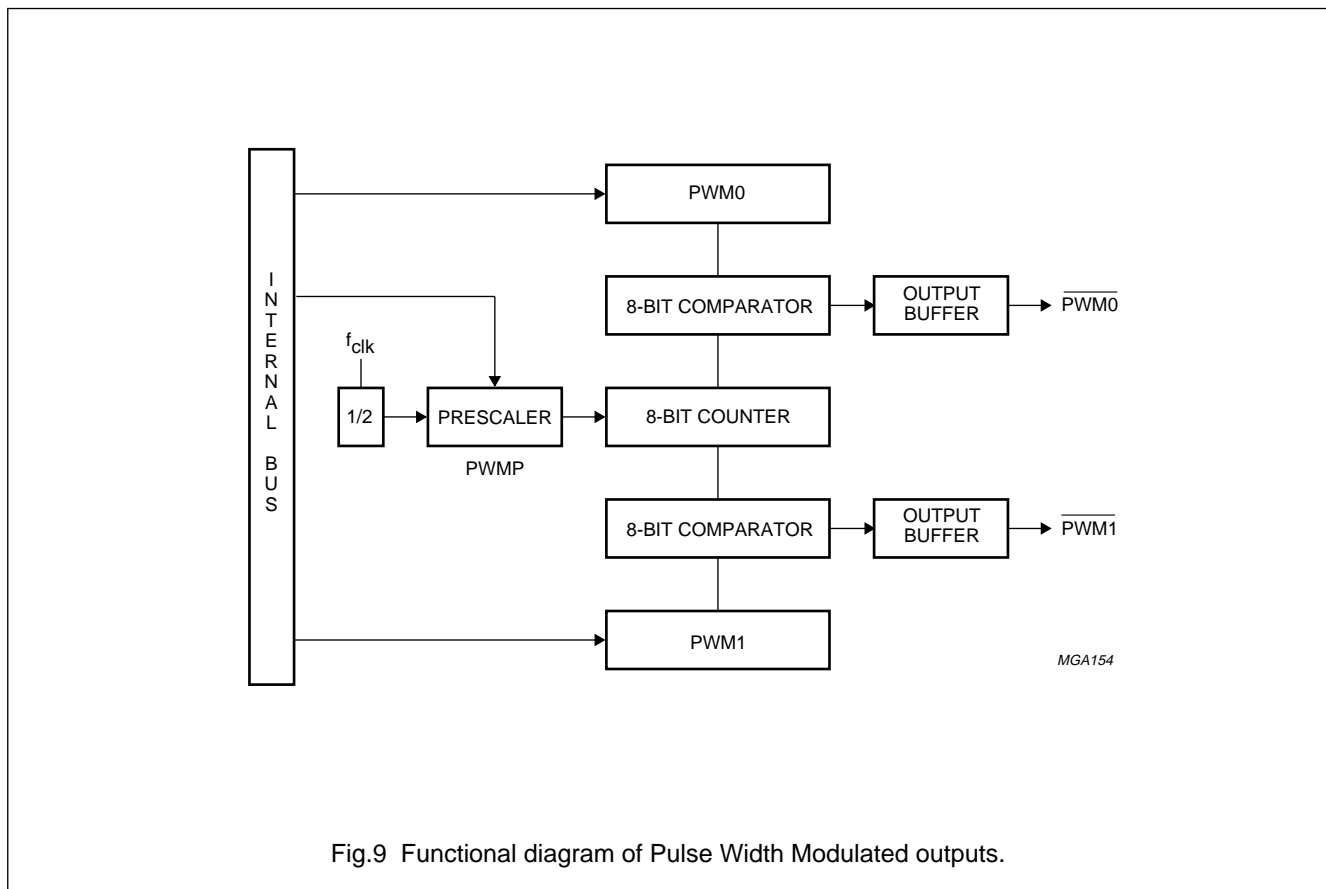 INTERNAL BUS
PWM0
8-BIT COMPARATOR
OUTPUT
BUFFER
PWM0
fclk
1/2
PRESCALER
8-BIT COUNTER
PWMP
8-BIT COMPARATOR
OUTPUT
BUFFER
PWM1
PWM1
MGA154
Fig.9 Functional diagram of Pulse Width Modulated outputs.